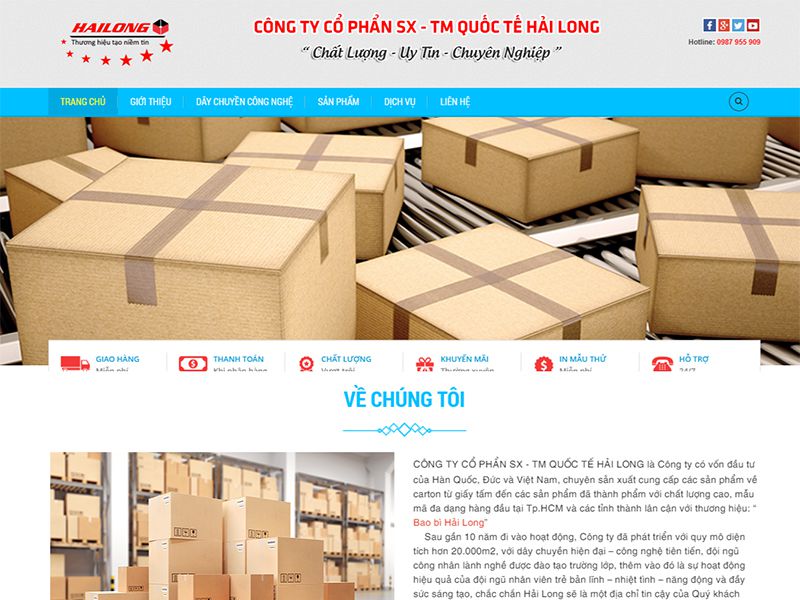 HAILONG
Thương hiệu tạo niềm tin
CÔNG TY CỔ PHẨN SX - TM QUỐC TẾ HẢI LONG
“ Chất Lượng - Uy Tín - Chuyên Nghiệp ”
Hotline: 0987 955 909
TRANG CHỦ GIỚI THIỆU DÂY CHUYỀN CÔNG NGHỆ SẢN PHẨM DỊCH VỤ LIÊN HỆ
GIAO HÀNG THANH TOÁN CHẤT LƯỢNG KHUYẾN MÃI IN MẪU THỬ HỖ TRỢ
Miễn phí Khi nhận hàng Vượt trội Thường xuyên Miễn phí 24/7
VỀ CHÚNG TÔI
CÔNG TY CỔ PHẨN SX - TM QUỐC TẾ HẢI LONG là Công ty có vốn đầu tư
của Hàn Quốc, Đức và Việt Nam, chuyên sản xuất cung cấp các sản phẩm về
carton từ giấy tấm đến các sản phẩm đã thành phẩm với chất lượng cao, mẫu
mã đa dạng hàng đầu tại Tp.HCM và các tỉnh thành lân cận với thương hiệu: “
Bao bì Hải Long”
Sau gần 10 năm đi vào hoạt động, Công ty đã phát triển với quy mô diện
tích hơn 20.000m2, với dây chuyền hiện đại – công nghệ tiên tiến, đội ngũ
công nhân lành nghề được đào tạo trường lớp, thêm vào đó là sự hoạt động
hiệu quả của đội ngũ nhân viên trẻ bản lĩnh – nhiệt tình – năng động và đầy
sức sáng tạo, chắc chắn Hải Long sẽ là một địa chỉ tin cậy của Quý khách